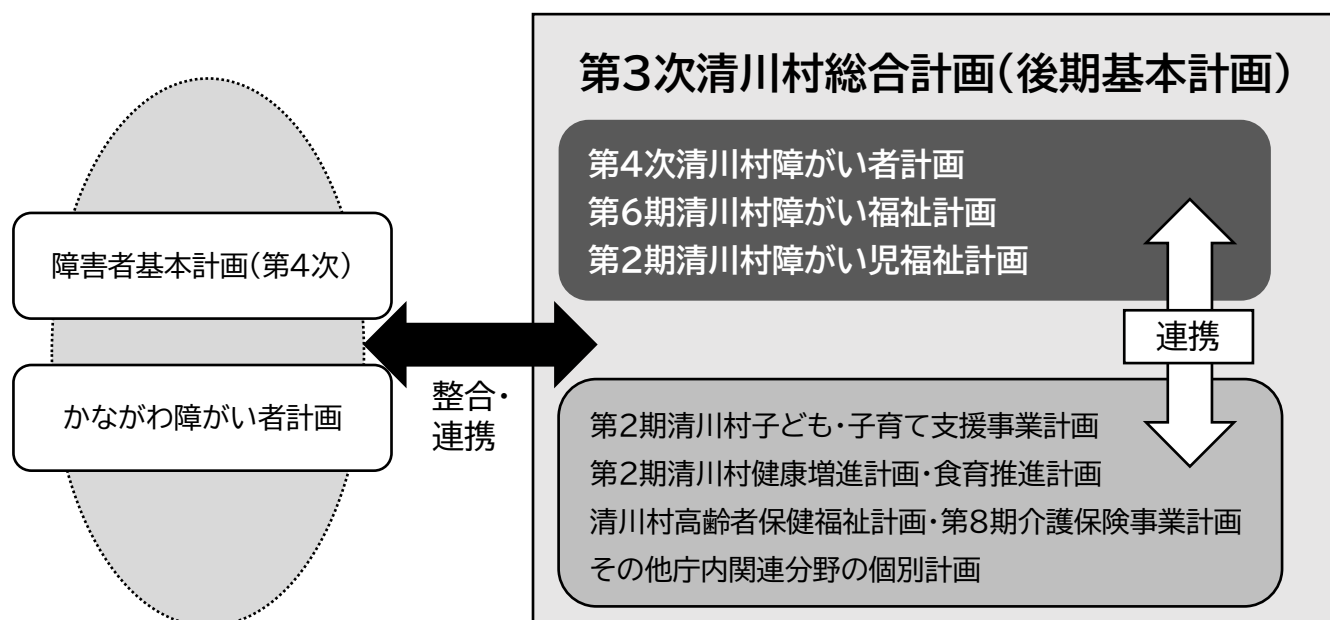 第3次清川村総合計画(後期基本計画)
第4次清川村障がい者計画
第6期清川村障がい福祉計画
第2期清川村障がい児福祉計画
障害者基本計画(第4次)
かながわ障がい者計画
整合・
連携
連携
第2期清川村子ども・子育て支援事業計画
第2期清川村健康増進計画・食育推進計画
清川村高齢者保健福祉計画・第8期介護保険事業計画
その他庁内関連分野の個別計画